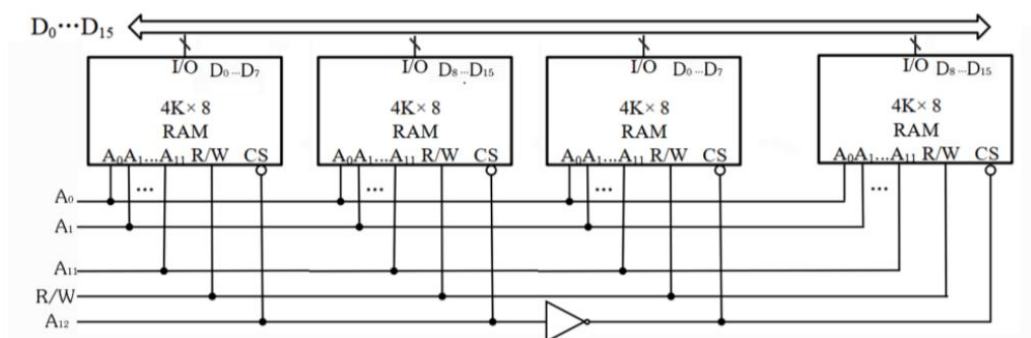 D₀⋯D₁₅
I/O D₀...D₇
4K× 8
RAM
A₀A₁...A₁₁ R/W CS
I/O D₈...D₁₅
4K× 8
RAM
A₀A₁...A₁₁ R/W CS
I/O D₀...D₇
4K× 8
RAM
A₀A₁...A₁₁ R/W CS
I/O D₈...D₁₅
4K× 8
RAM
A₀A₁...A₁₁ R/W CS
... ... ... ...
A₀
A₁
A₁₁
R/W
A₁₂